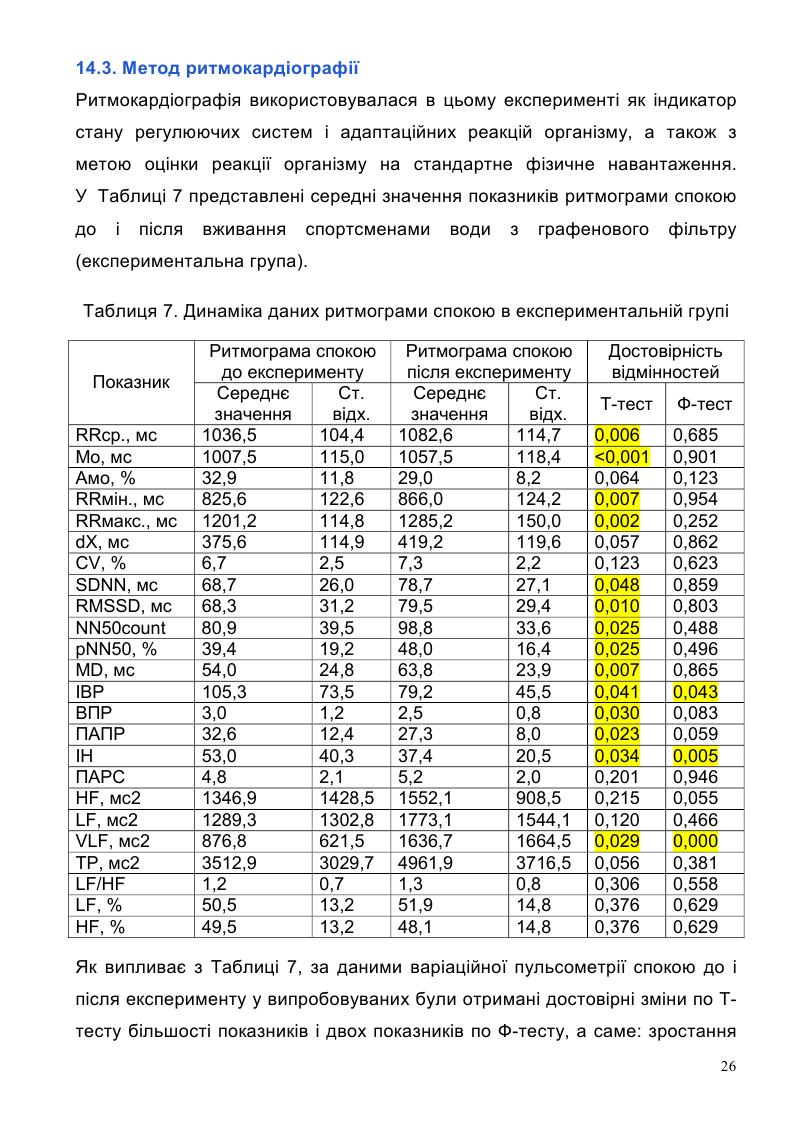 14.3. Метод ритмокардіографії
Ритмокардіографія використовувалася в цьому експерименті як індикатор
стану регулюючих систем і адаптаційних реакцій організму, а також з
метою оцінки реакції організму на стандартне фізичне навантаження.
У Таблиці 7 представлені середні значення показників ритмограми спокою
до і після вживання спортсменами води з графенового фільтру
(експериментальна група).
Таблиця 7. Динаміка даних ритмограми спокою в експериментальній групі
Показник
Ритмограма спокою до експерименту
Ритмограма спокою після експерименту
Достовірність відмінностей
Середнє значення Ст. відх. Середнє значення Ст. відх. Т-тест Ф-тест
RRср., мс 1036,5 104,4 1082,6 114,7 0,006 0,685
Мо, мс 1007,5 115,0 1057,5 118,4 <0,001 0,901
Амо, % 32,9 11,8 29,0 8,2 0,064 0,123
RRмін., мс 825,6 122,6 866,0 124,2 0,007 0,954
RRмакс., мс 1201,2 114,8 1285,2 150,0 0,002 0,252
dX, мс 375,6 114,9 419,2 119,6 0,057 0,862
CV, % 6,7 2,5 7,3 2,2 0,123 0,623
SDNN, мс 68,7 26,0 78,7 27,1 0,048 0,859
RMSSD, мс 68,3 31,2 79,5 29,4 0,010 0,803
NN50count 80,9 39,5 98,8 33,6 0,025 0,488
pNN50, % 39,4 19,2 48,0 16,4 0,025 0,496
MD, мс 54,0 24,8 63,8 23,9 0,007 0,865
ІВР 105,3 73,5 79,2 45,5 0,041 0,043
ВПР 3,0 1,2 2,5 0,8 0,030 0,083
ПАПР 32,6 12,4 27,3 8,0 0,023 0,059
ІН 53,0 40,3 37,4 20,5 0,034 0,005
ПАРС 4,8 2,1 5,2 2,0 0,201 0,946
HF, мс2 1346,9 1428,5 1552,1 908,5 0,215 0,055
LF, мс2 1289,3 1302,8 1773,1 1544,1 0,120 0,466
VLF, мс2 876,8 621,5 1636,7 1664,5 0,029 0,000
TP, мс2 3512,9 3029,7 4961,9 3716,5 0,056 0,381
LF/HF 1,2 0,7 1,3 0,8 0,306 0,558
LF, % 50,5 13,2 51,9 14,8 0,376 0,629
HF, % 49,5 13,2 48,1 14,8 0,376 0,629
Як випливає з Таблиці 7, за даними варіаційної пульсометрії спокою до і
після експерименту у випробовуваних були отримані достовірні зміни по Т-
тесту більшості показників і двох показників по Ф-тесту, а саме: зростання
26